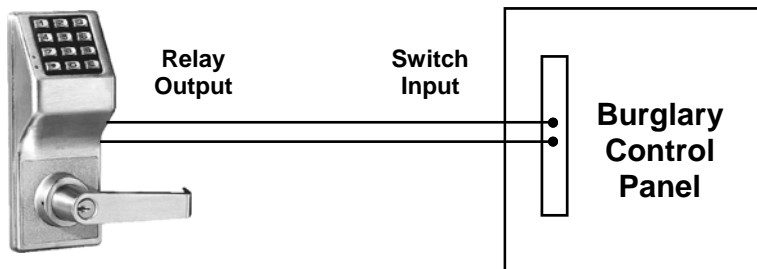 Relay
Output
Switch
Input
Burglary
Control
Panel